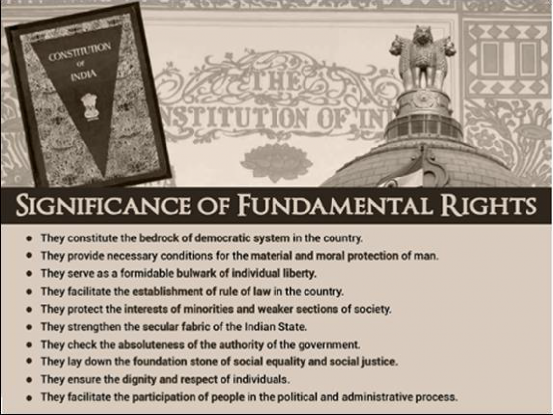 CONSTITUTION
OF
INDIA
THE
CONSTITUTION OF IN
SIGNIFICANCE OF FUNDAMENTAL RIGHTS
• They constitute the bedrock of democratic system in the country.
• They provide necessary conditions for the material and moral protection of man.
• They serve as a formidable bulwark of individual liberty.
• They facilitate the establishment of rule of law in the country.
• They protect the interests of minorities and weaker sections of society.
• They strengthen the secular fabric of the Indian State.
• They check the absoluteness of the authority of the government.
• They lay down the foundation stone of social equality and social justice.
• They ensure the dignity and respect of individuals.
• They facilitate the participation of people in the political and administrative process.